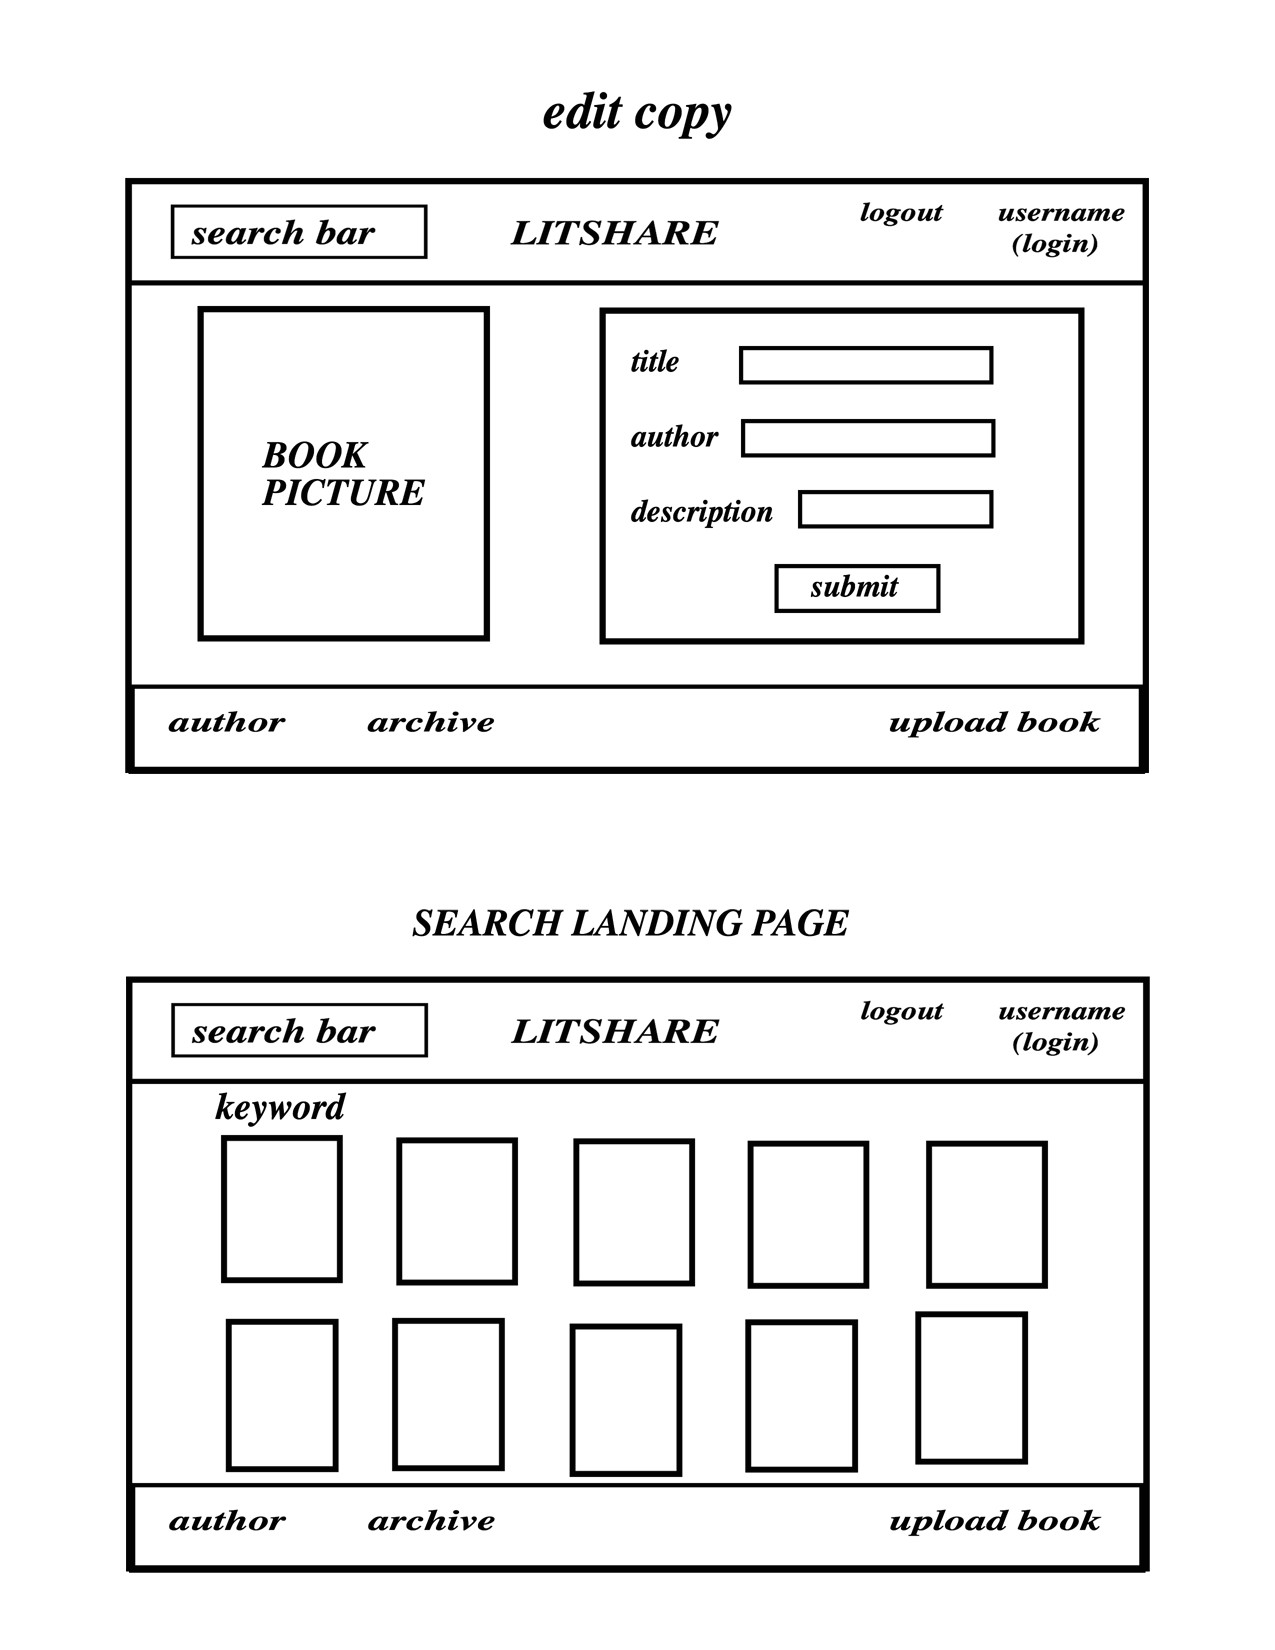 edit copy
search bar
LITSHARE
logout
username
(login)
BOOK
PICTURE
title
author
description
submit
author
archive
upload book
SEARCH LANDING PAGE
search bar
LITSHARE
logout
username
(login)
keyword
author
archive
upload book